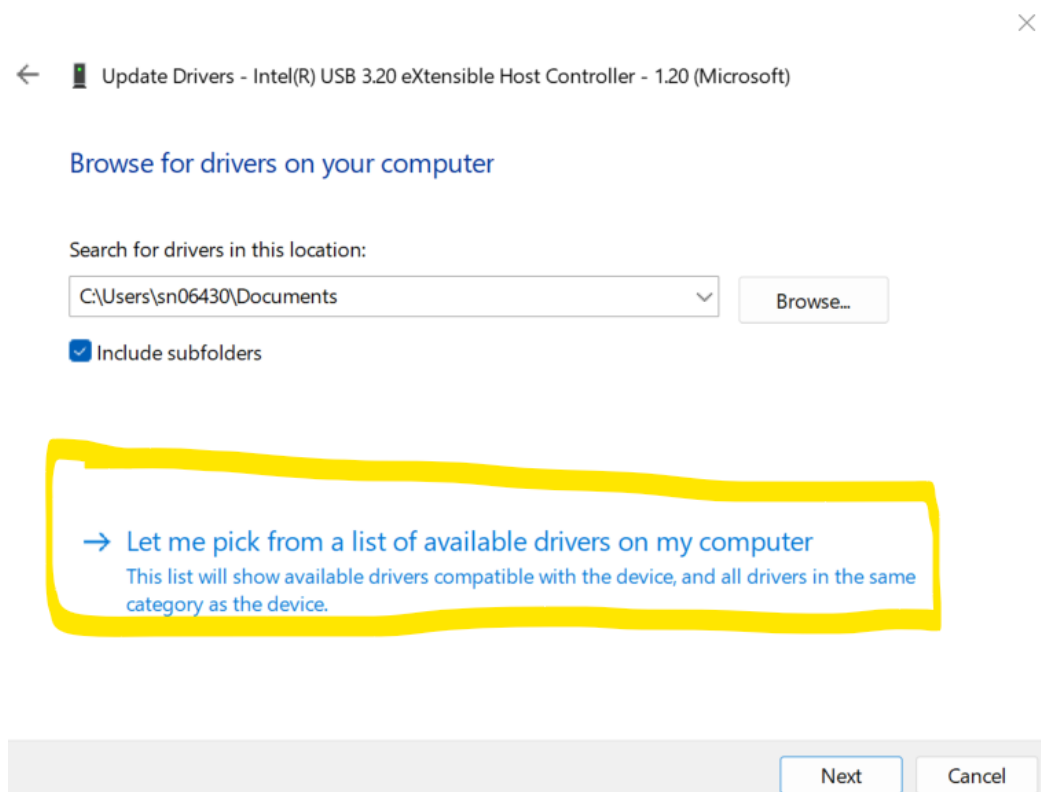 Update Drivers - Intel(R) USB 3.20 eXtensible Host Controller - 1.20 (Microsoft)
Browse for drivers on your computer
Search for drivers in this location:
C:\Users\sn06430\Documents
Browse...
Include subfolders
Let me pick from a list of available drivers on my computer
This list will show available drivers compatible with the device, and all drivers in the same
category as the device.
Next
Cancel